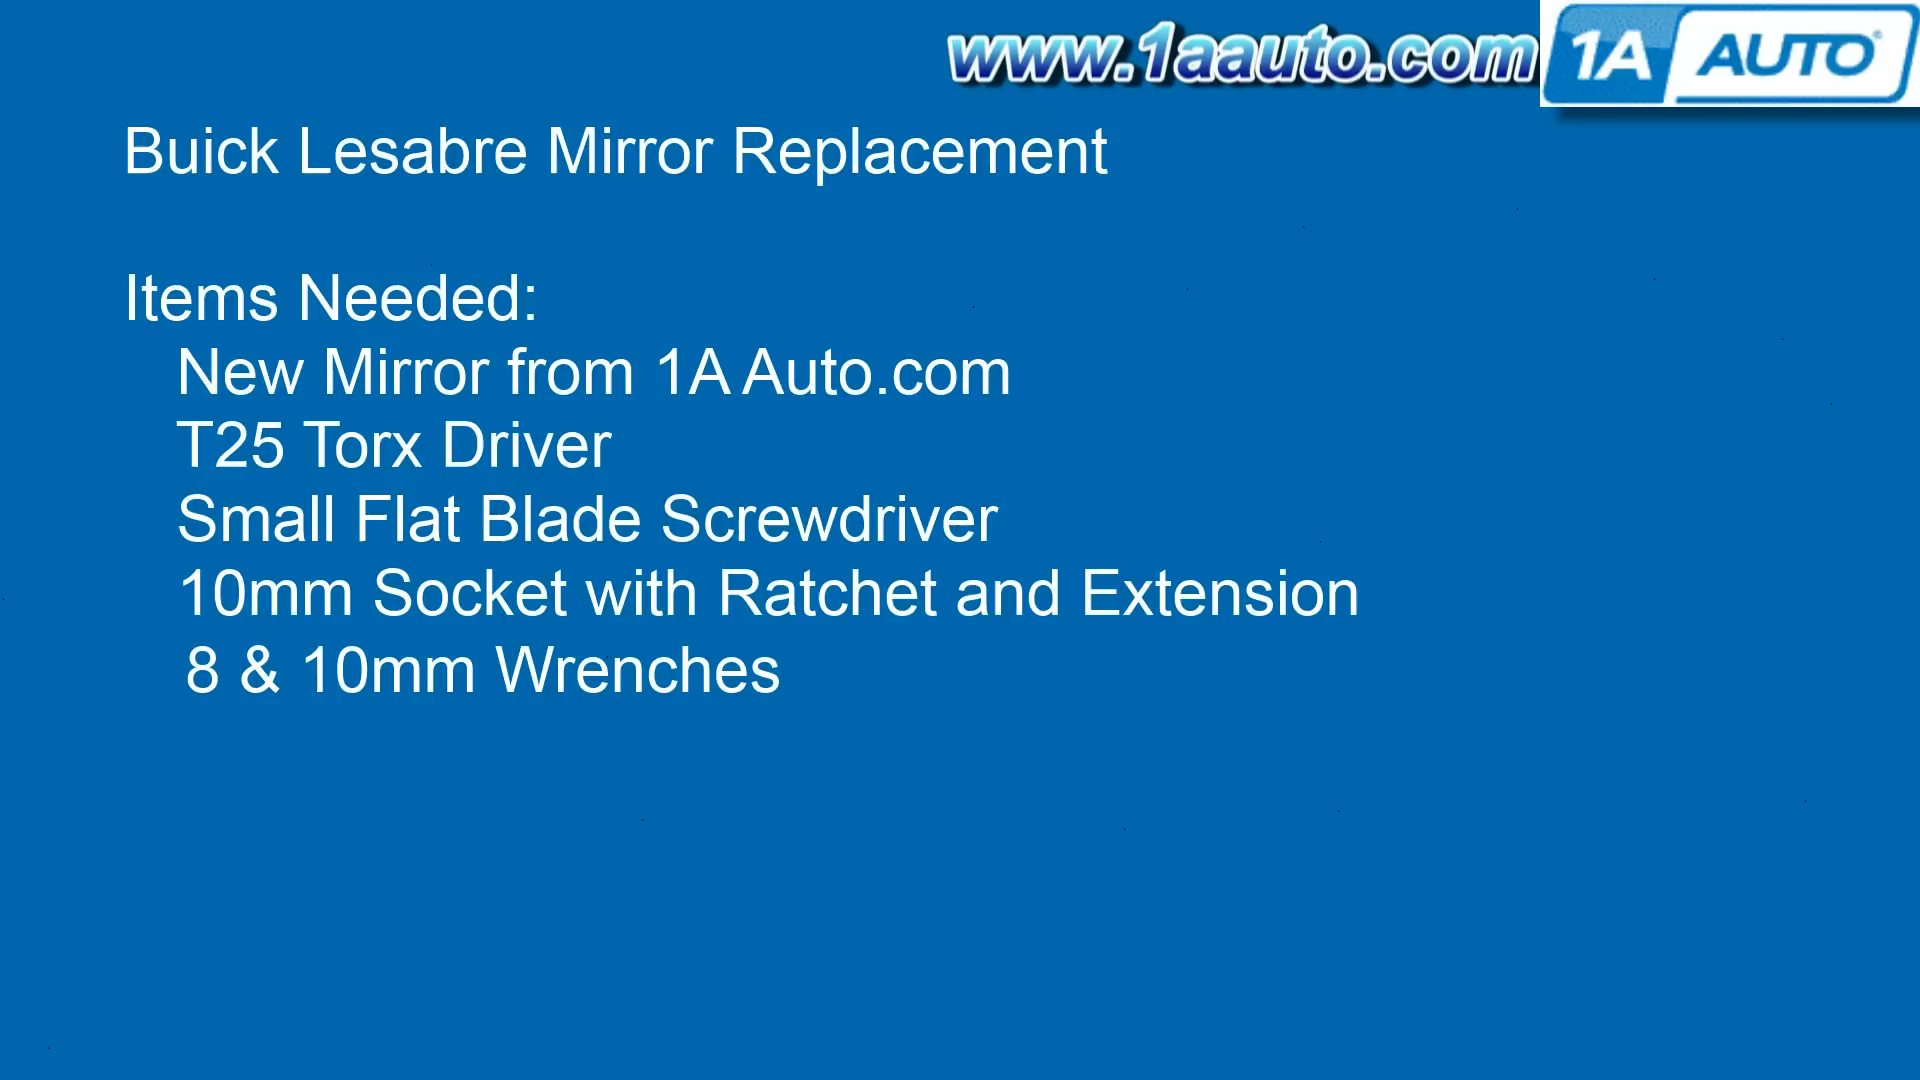 www.1aauto.com 1A AUTO®
Buick Lesabre Mirror Replacement
Items Needed:
New Mirror from 1A Auto.com
T25 Torx Driver
Small Flat Blade Screwdriver
10mm Socket with Ratchet and Extension
8 & 10mm Wrenches